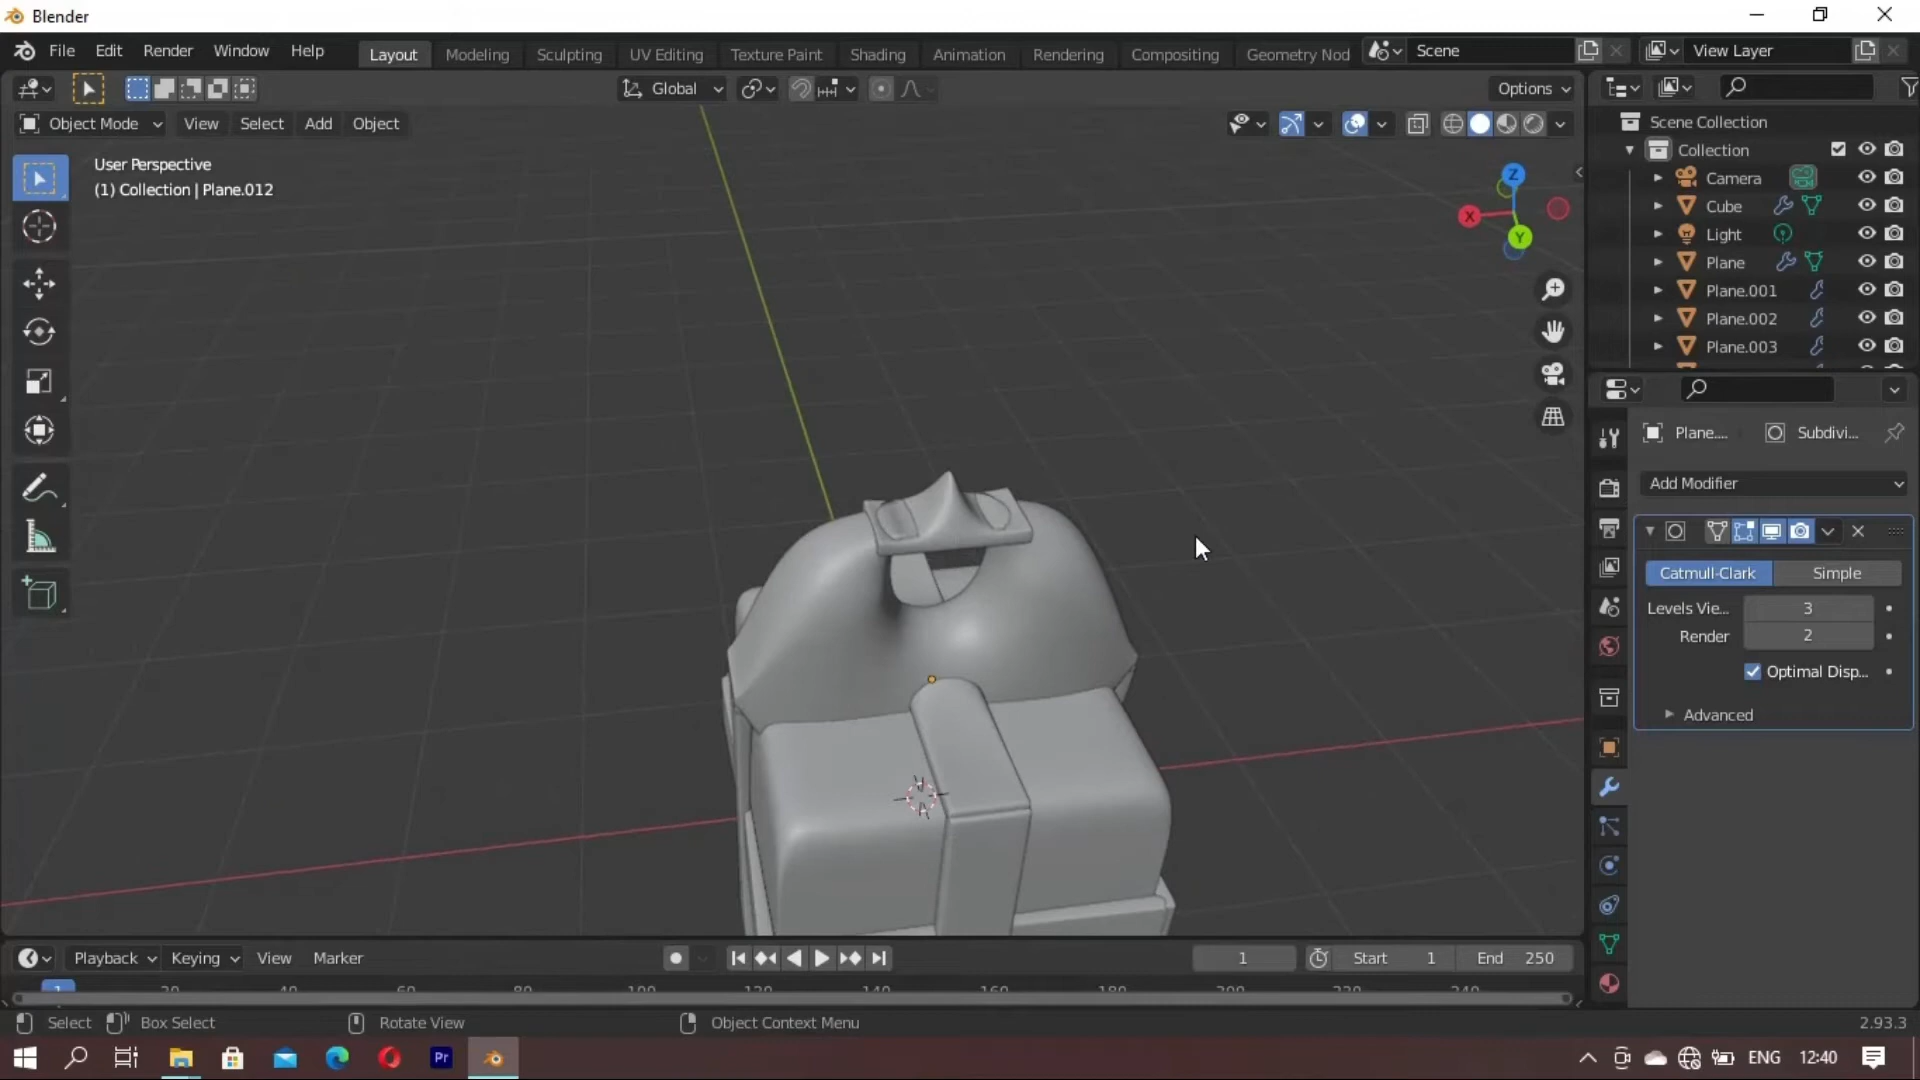 Blender
File Edit Render Window Help Layout Modeling Sculpting UV Editing Texture Paint Shading Animation Rendering Compositing Geometry Nod Scene View Layer
Global Options
Object Mode View Select Add Object
User Perspective
(1) Collection | Plane.012
Z
X
Y
Scene Collection
Collection
Camera
Cube
Light
Plane
Plane.001
Plane.002
Plane.003
Plane.... Subdivi...
Add Modifier
Catmull-Clark Simple
Levels Vie... 3
Render 2
Optimal Disp...
Advanced
Playback Keying View Marker 1 Start 1 End 250
1
Select Box Select Rotate View Object Context Menu 2.93.3
Pr ENG 12:40